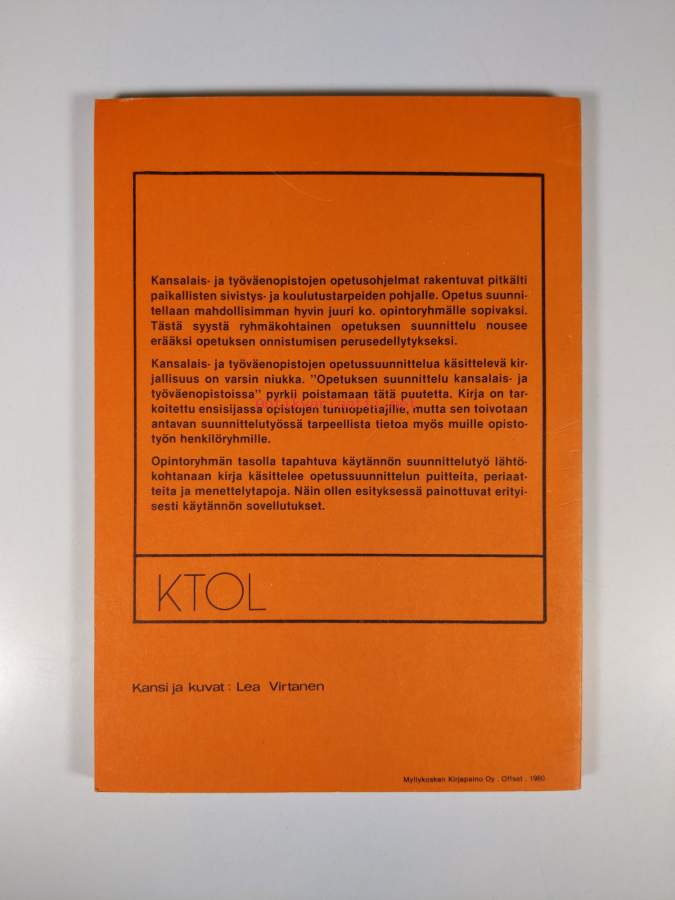 Kansalais- ja työväenopistojen opetusohjelmat rakentuvat pitkälti
paikallisten sivistys- ja koulutustarpeiden pohjalle. Opetus suunni-
tellaan mahdollisimman hyvin juuri ko. opintoryhmälle sopivaksi.
Tästä syystä ryhmäkohtainen opetuksen suunnittelu nousee
erääksi opetuksen onnistumisen perusedellytykseksi.
Kansalais- ja työväenopistojen opetussuunnittelua käsittelevä kir-
jallisuus on varsin niukka. ”Opetuksen suunnittelu kansalais- ja
työväenopistoissa” pyrkii poistamaan tätä puutetta. Kirja on tar-
koitettu ensisijassa opistojen tuntiopettajille, mutta sen toivotaan
antavan suunnittelutyössä tarpeellista tietoa myös muille opisto-
työn henkilöryhmille.
Opintoryhmän tasolla tapahtuva käytännön suunnittelutyö lähtö-
kohtanaan kirja käsittelee opetussuunnittelun puitteita, periaat-
teita ja menettelytapoja. Näin ollen esityksessä painottuvat erityi-
sesti käytännön sovellutukset.
KTOL
Kansi ja kuvat: Lea Virtanen
Myllykosken Kirjapaino Oy . Offset . 1980